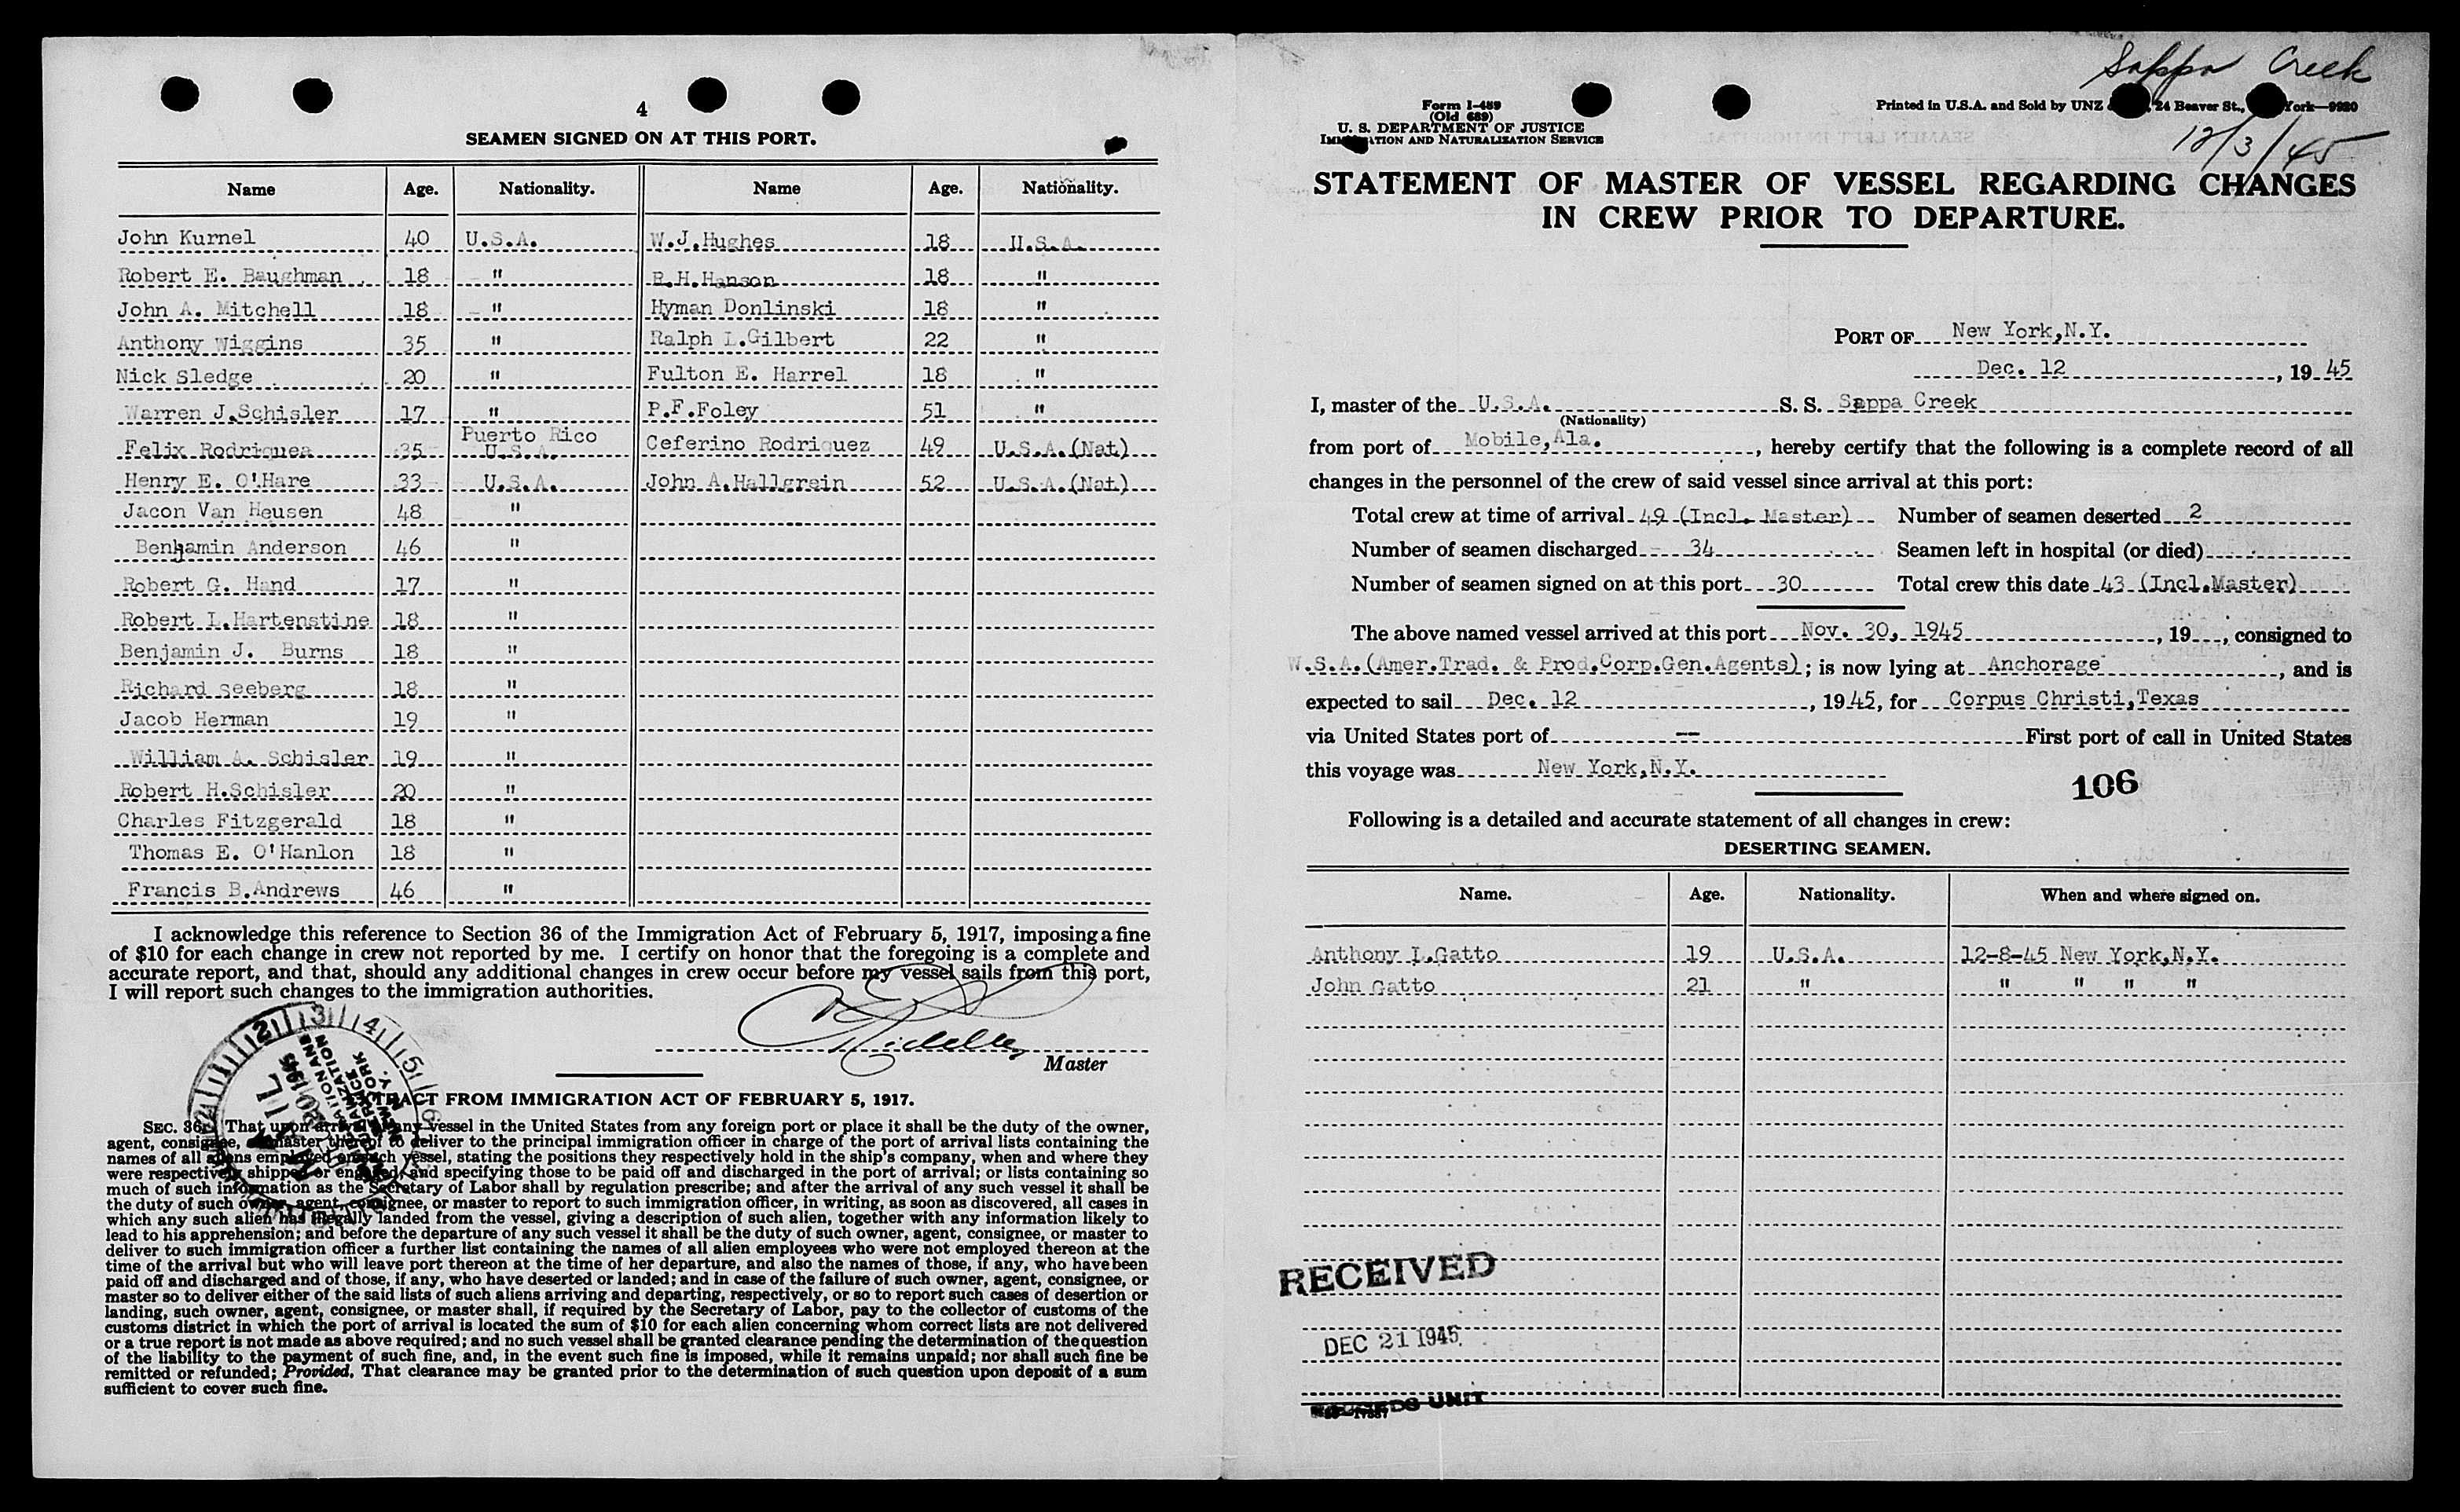 4
SEAMEN SIGNED ON AT THIS PORT.
Name Age. Nationality. Name Age. Nationality.
John Kurnel 40 U.S.A. W.J.Hughes 18 U.S.A.
Robert E. Baughman 18 " R.H.Hanson 18 "
John A. Mitchell 18 " Hyman Donlinski 18 "
Anthony Wiggins 35 " Ralph L.Gilbert 22 "
Nick Sledge 20 " Fulton E. Harrel 18 "
Warren J.Schisler 17 " P.F.Foley 51 "
Felix Rodriquea 35 Puerto Rico U.S.A. Ceferino Rodriquez 49 U.S.A.(Nat)
Henry E. O'Hare 33 U.S.A. John A.Hallgrein 52 U.S.A.(Nat)
Jacon Van Heusen 48 "
Benjamin Anderson 46 "
Robert G. Hand 17 "
Robert L.Hartenstine 18 "
Benjamin J. Burns 18 "
Richard Seeberg 18 "
Jacob Herman 19 "
William A. Schisler 19 "
Robert H.Schisler 20 "
Charles Fitzgerald 18 "
Thomas E. O'Hanlon 18 "
Francis B.Andrews 46 "
I acknowledge this reference to Section 36 of the Immigration Act of February 5, 1917, imposing a fine
of $10 for each change in crew not reported by me. I certify on honor that the foregoing is a complete and
accurate report, and that, should any additional changes in crew occur before my vessel sails from this port,
I will report such changes to the immigration authorities.
Master
FROM IMMIGRATION ACT OF FEBRUARY 5, 1917.
SEC. 36. That upon arrival any vessel in the United States from any foreign port or place it shall be the duty of the owner,
agent, consignee, master thereof to deliver to the principal immigration officer in charge of the port of arrival lists containing the
names of all aliens employed such vessel, stating the positions they respectively hold in the ship's company, when and where they
were respectively shipped or engaged, and specifying those to be paid off and discharged in the port of arrival; or lists containing so
much of such information as the Secretary of Labor shall by regulation prescribe; and after the arrival of any such vessel it shall be
the duty of such owner, agent, consignee, or master to report to such immigration officer, in writing, as soon as discovered, all cases in
which any such alien has illegally landed from the vessel, giving a description of such alien, together with any information likely to
lead to his apprehension; and before the departure of any such vessel it shall be the duty of such owner, agent, consignee, or master to
deliver to such immigration officer a further list containing the names of all alien employees who were not employed thereon at the
time of the arrival but who will leave port thereon at the time of her departure, and also the names of those, if any, who have been
paid off and discharged and of those, if any, who have deserted or landed; and in case of the failure of such owner, agent, consignee, or
master so to deliver either of the said lists of such aliens arriving and departing, respectively, or so to report such cases of desertion or
landing, such owner, agent, consignee, or master shall, if required by the Secretary of Labor, pay to the collector of customs of the
customs district in which the port of arrival is located the sum of $10 for each alien concerning whom correct lists are not delivered
or a true report is not made as above required; and no such vessel shall be granted clearance pending the determination of the question
of the liability to the payment of such fine, and, in the event such fine is imposed, while it remains unpaid; nor shall such fine be
remitted or refunded; Provided, That clearance may be granted prior to the determination of such question upon deposit of a sum
sufficient to cover such fine.
Sappa Creek
Form I-489
(Old 689)
U. S. DEPARTMENT OF JUSTICE
IMMIGRATION AND NATURALIZATION SERVICE
Printed in U.S.A. and Sold by UNZ 24 Beaver St., York—9920
12/3/45
STATEMENT OF MASTER OF VESSEL REGARDING CHANGES
IN CREW PRIOR TO DEPARTURE.
PORT OF New York,N.Y.
Dec. 12, 19 45
I, master of the U.S.A. S. S. Sappa Creek
(Nationality)
from port of Mobile,Ala., hereby certify that the following is a complete record of all
changes in the personnel of the crew of said vessel since arrival at this port:
Total crew at time of arrival 49 (Incl. Master) Number of seamen deserted 2
Number of seamen discharged 34 Seamen left in hospital (or died)
Number of seamen signed on at this port 30 Total crew this date 43 (Incl.Master)
The above named vessel arrived at this port Nov. 30, 1945, 19 , consigned to
W.S.A.(Amer.Trad. & Prod.Corp.Gen.Agents); is now lying at Anchorage, and is
expected to sail Dec. 12, 1945, for Corpus Christi,Texas
via United States port of -- First port of call in United States
this voyage was New York,N.Y.
106
Following is a detailed and accurate statement of all changes in crew:
DESERTING SEAMEN.
Name. Age. Nationality. When and where signed on.
Anthony L.Gatto 19 U.S.A. 12-8-45 New York,N.Y.
John Gatto 21 " " " " "
RECEIVED
DEC 21 1945
UNIT